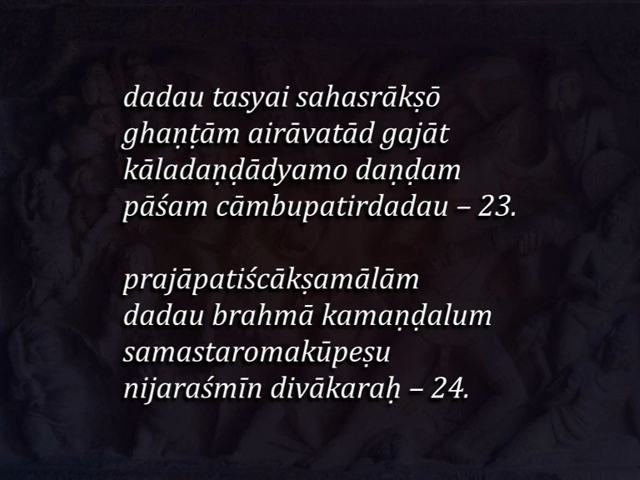 dadau tasyai sahasrākṣō
ghaṇṭām airāvatād gajāt
kāladaṇḍādyamo daṇḍam
pāśam cāmbupatirdadau – 23.
prajāpatiścākṣamālām
dadau brahmā kamaṇḍalum
samastaromakūpeṣu
nijaraśmīn divākaraḥ – 24.